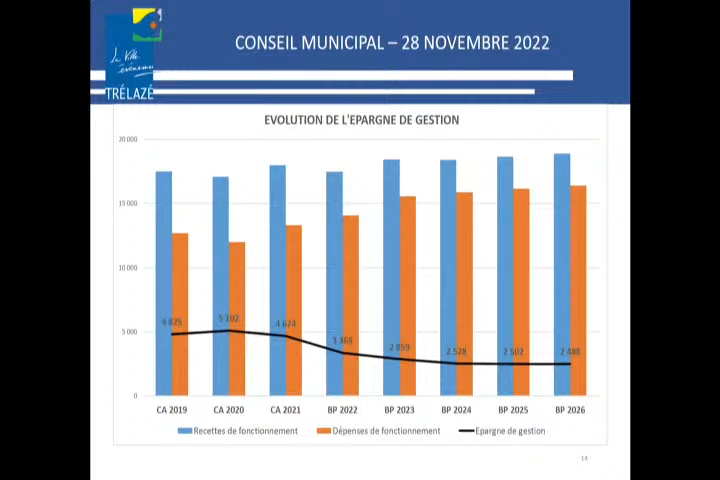 CONSEIL MUNICIPAL – 28 NOVEMBRE 2022
La Ville
TRÉLAZÉ
EVOLUTION DE L'EPARGNE DE GESTION
20 000
15 000
10 000
5 000
0
4 825
5 102
4 674
3 2 859
2 528
2 502
2 488
CA 2019
CA 2020
CA 2021
BP 2022
BP 2023
BP 2024
BP 2025
BP 2026
Recettes de fonctionnement
Dépenses de fonctionnement
Epargne de gestion
14